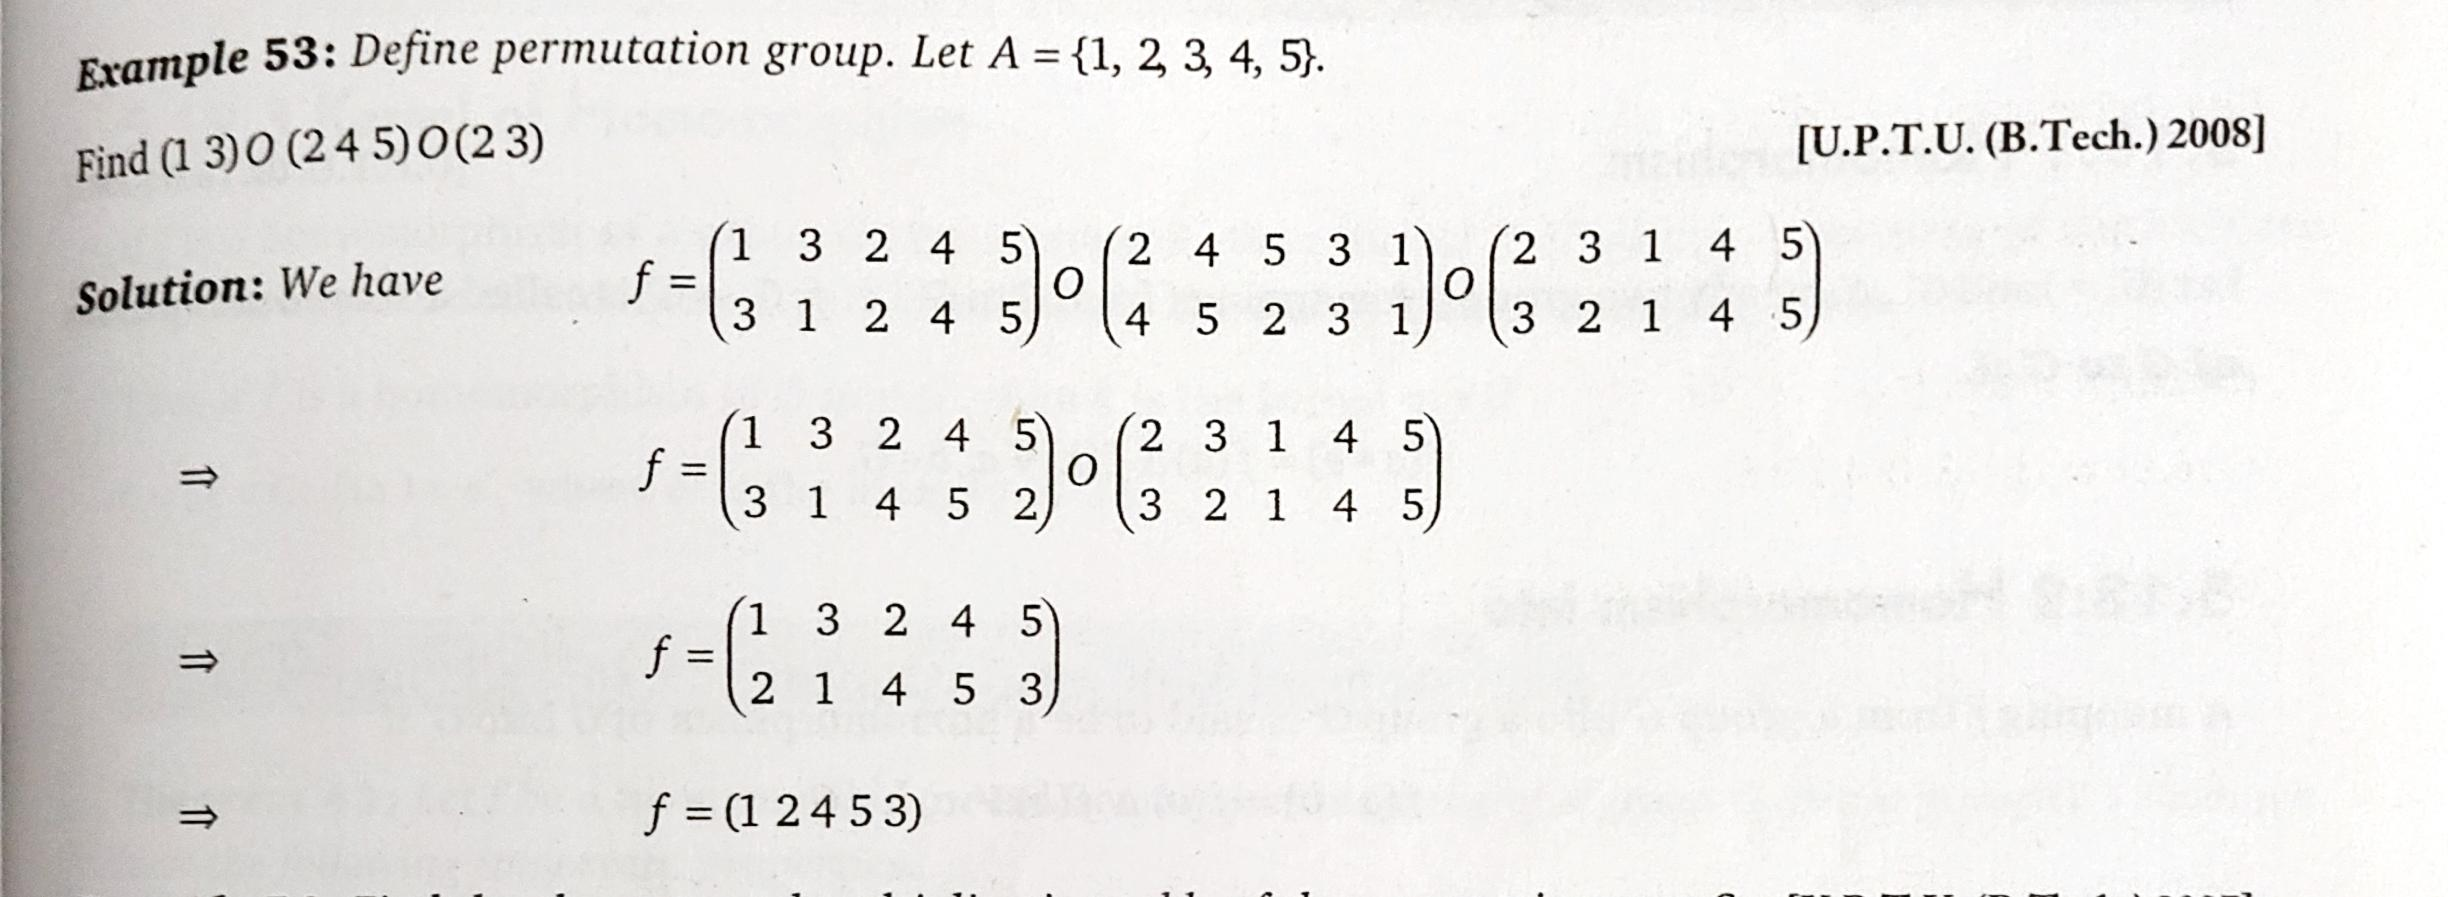 Example 53: Define permutation group. Let A = {1, 2, 3, 4, 5}.
Find (1 3) O (2 4 5) O (2 3) [U.P.T.U. (B.Tech.) 2008]
Solution: We have f = (1 3 2 4 5 / 3 1 2 4 5) O (2 4 5 3 1 / 4 5 2 3 1) O (2 3 1 4 5 / 3 2 1 4 5)
⇒ f = (1 3 2 4 5 / 3 1 4 5 2) O (2 3 1 4 5 / 3 2 1 4 5)
⇒ f = (1 3 2 4 5 / 2 1 4 5 3)
⇒ f = (1 2 4 5 3)